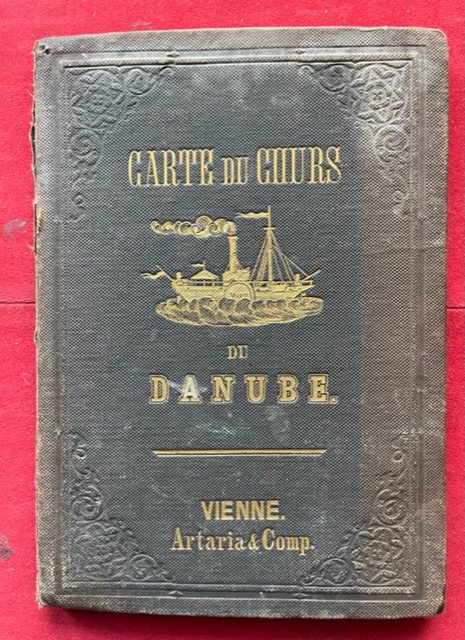 CARTE DU COURS
DU
DANUBE.
VIENNE.
Artaria & Comp.